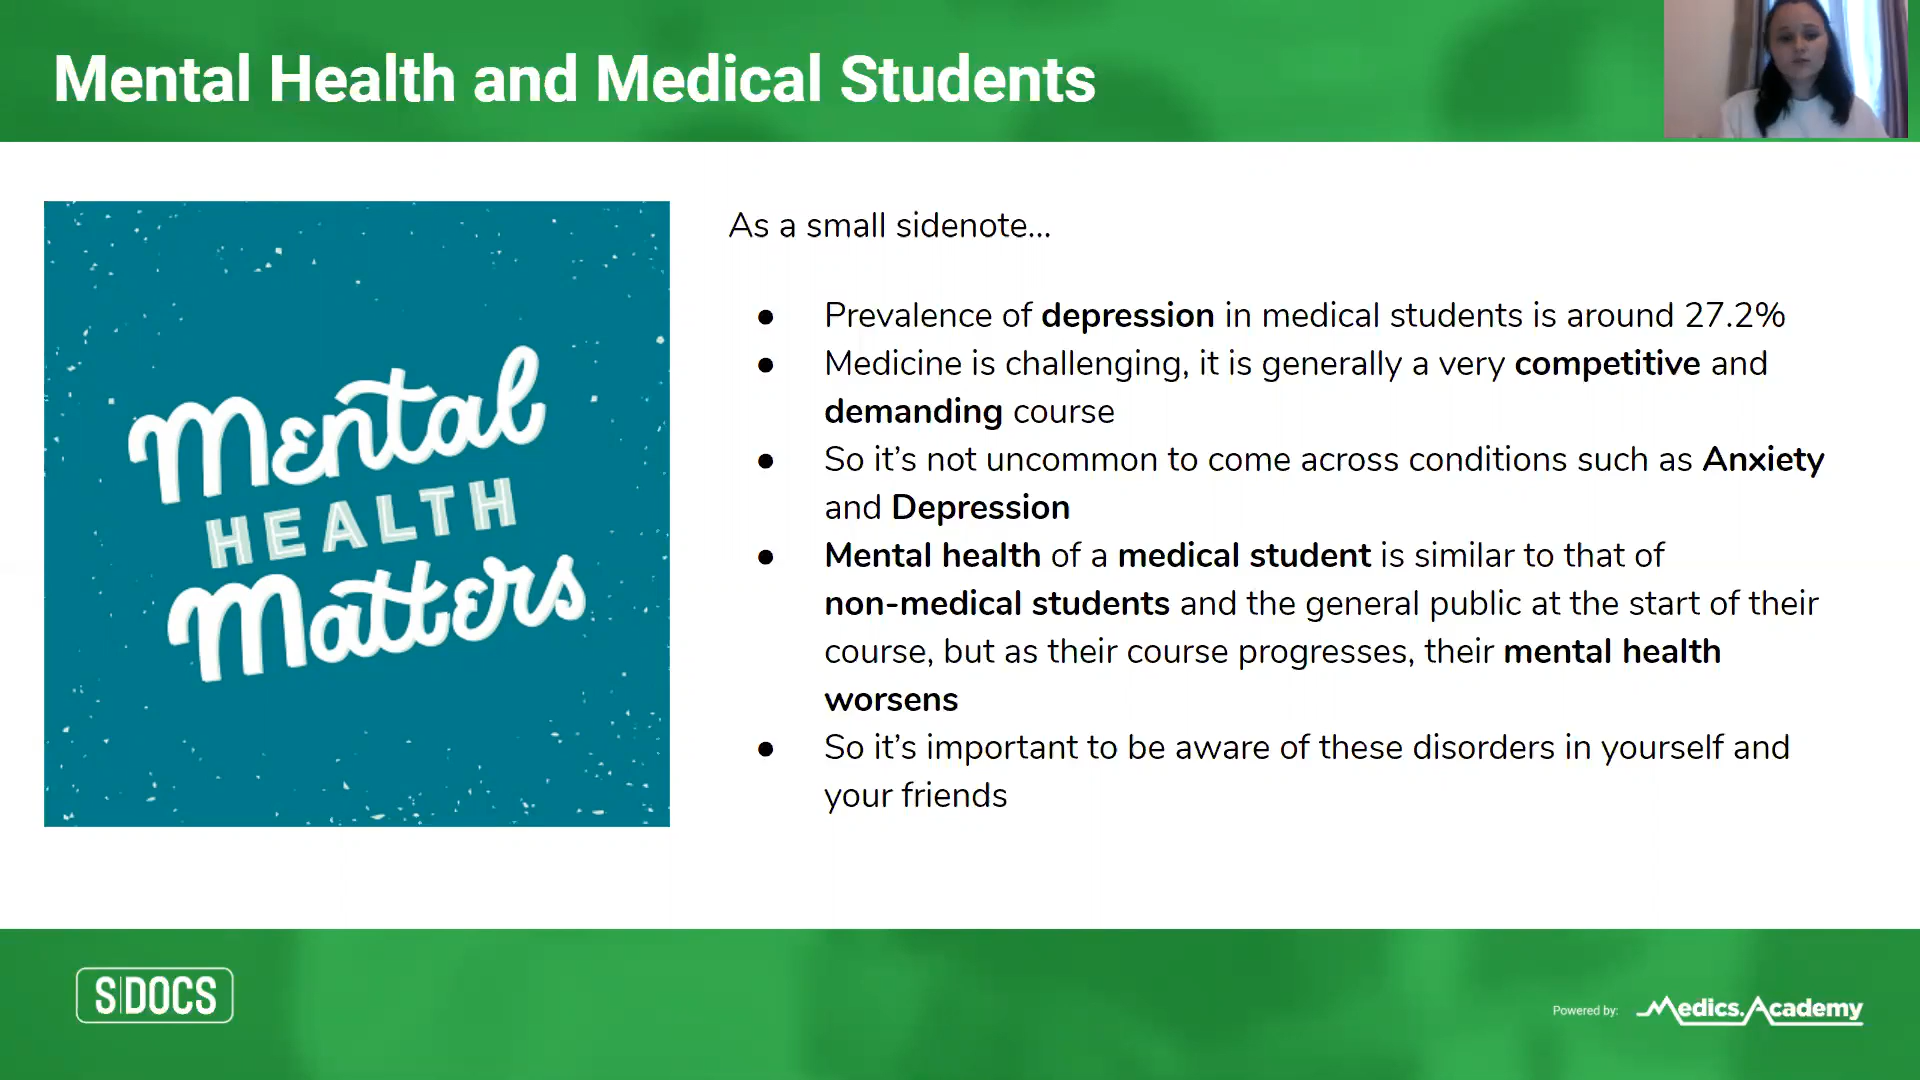 Mental Health and Medical Students
Mental
HEALTH
Matters
As a small sidenote...
● Prevalence of depression in medical students is around 27.2%
● Medicine is challenging, it is generally a very competitive and
demanding course
● So it's not uncommon to come across conditions such as Anxiety
and Depression
● Mental health of a medical student is similar to that of
non-medical students and the general public at the start of their
course, but as their course progresses, their mental health
worsens
● So it's important to be aware of these disorders in yourself and
your friends
S|DOCS
Powered by: Medics.Academy